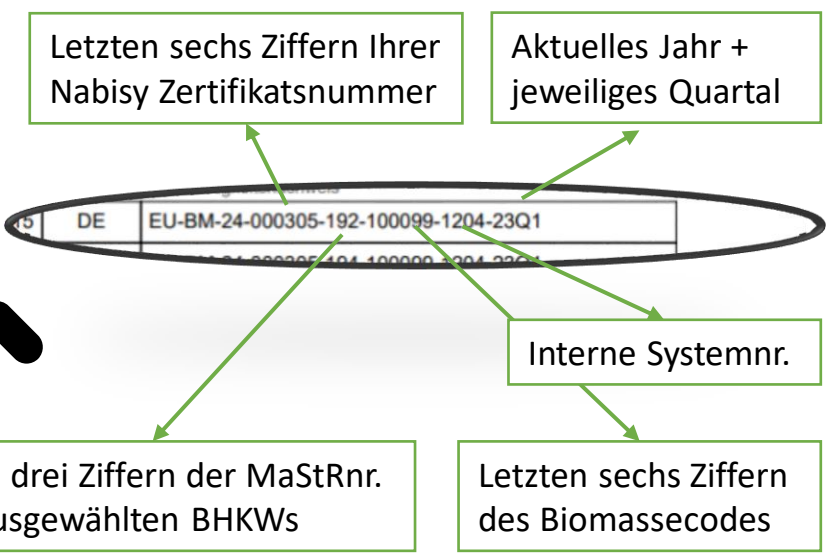 Letzten sechs Ziffern Ihrer
Nabisy Zertifikatsnummer
Aktuelles Jahr +
jeweiliges Quartal
15 DE EU-BM-24-000305-192-100099-1204-23Q1
Interne Systemnr.
drei Ziffern der MaStRnr.
usgewählten BHKWs
Letzten sechs Ziffern
des Biomassecodes